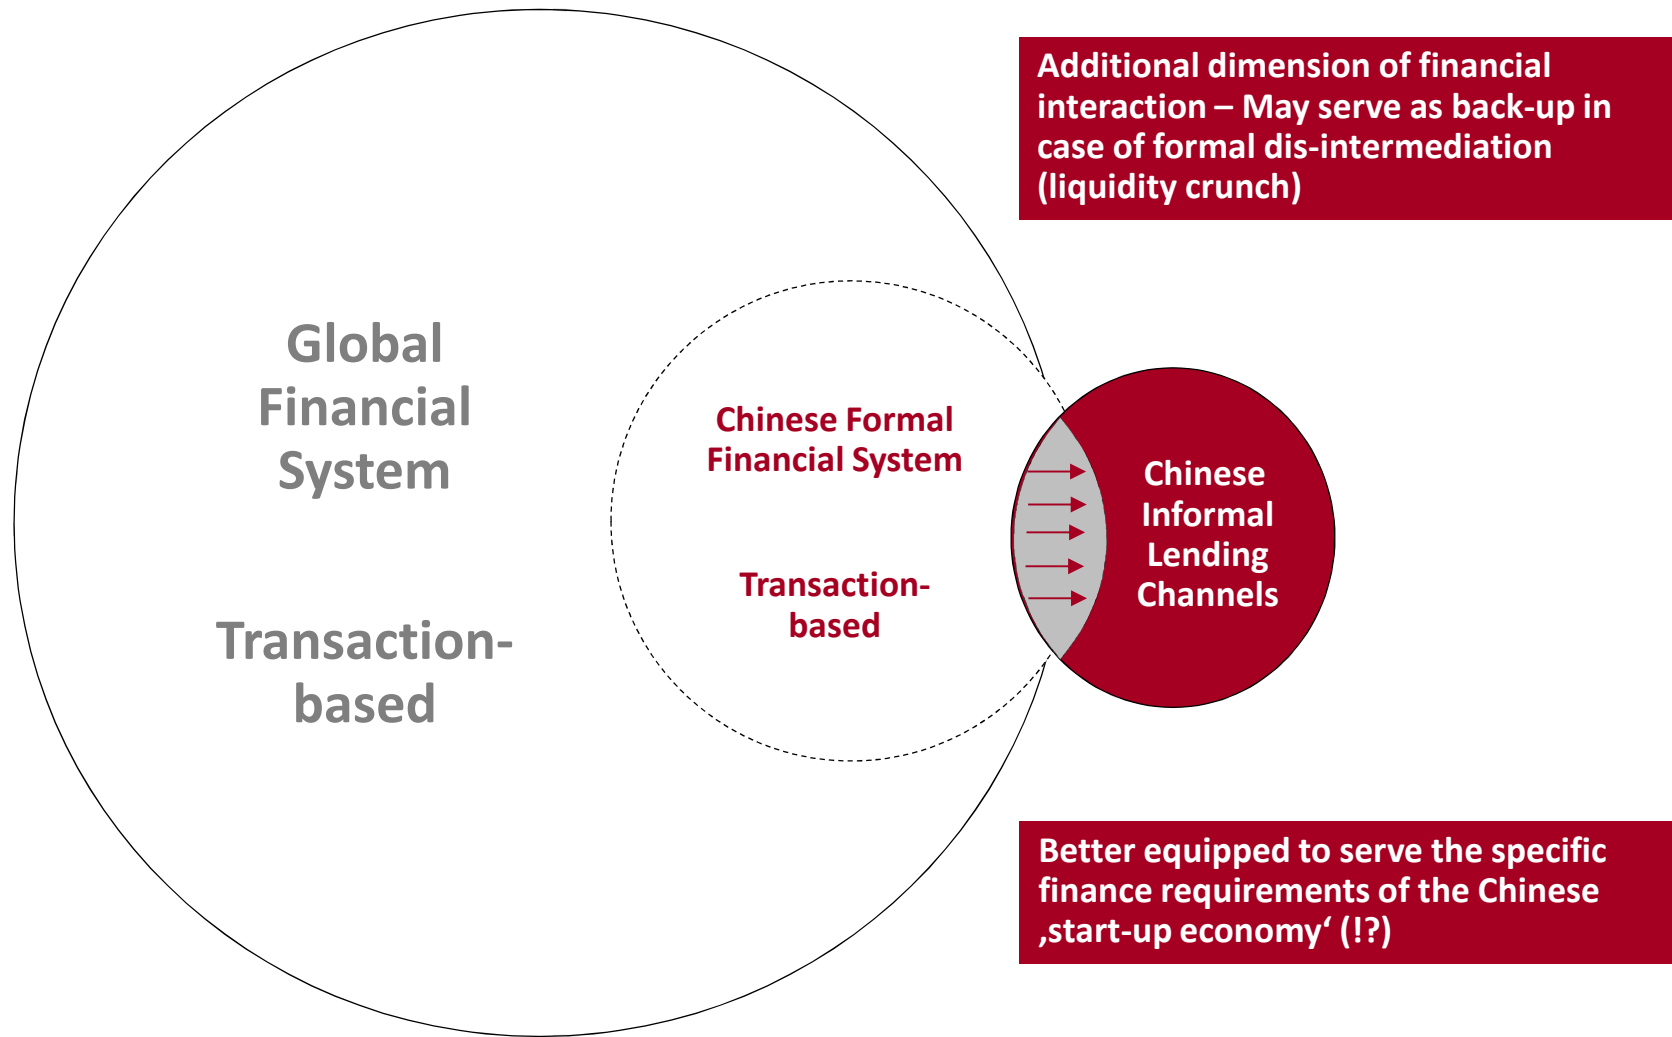 Global
Financial
System
Transaction-
based
Chinese Formal
Financial System
Transaction-
based
Chinese
Informal
Lending
Channels
Additional dimension of financial
interaction – May serve as back-up in
case of formal dis-intermediation
(liquidity crunch)
Better equipped to serve the specific
finance requirements of the Chinese
‚start-up economy‘ (!?)